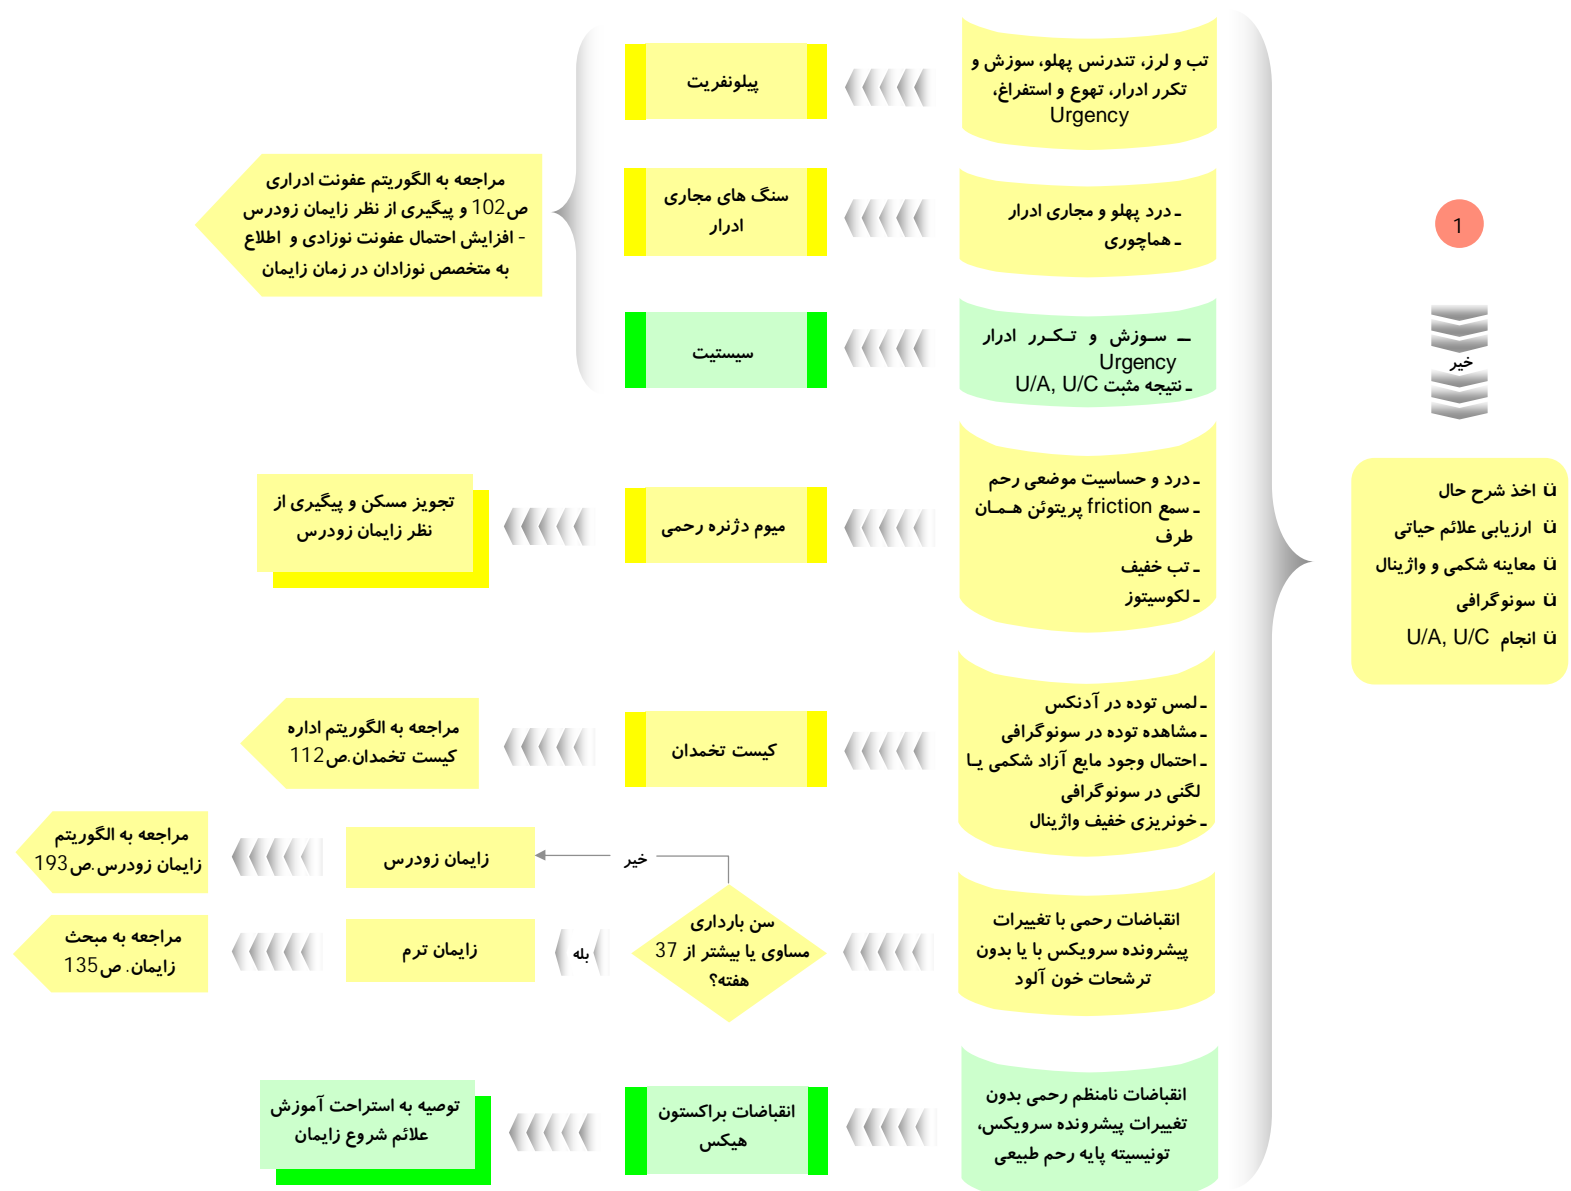 1
خیر
ü اخذ شرح حال
ü ارزیابی علائم حیاتی
ü معاینه شکمی و واژینال
ü سونوگرافی
ü انجام U/A, U/C
تب و لرز، تندرنس پهلو، سوزش و
تکرر ادرار، تهوع و استفراغ،
Urgency
پیلونفریت
ـ درد پهلو و مجاری ادرار
ـ هماچوری
سنگ های مجاری
ادرار
ــ سـوزش و تـکـرر ادرار
Urgency
ـ نتیجه مثبت U/A, U/C
سیستیت
مراجعه به الگوریتم عفونت ادراری
ص102 و پیگیری از نظر زایمان زودرس
- افزایش احتمال عفونت نوزادی و اطلاع
به متخصص نوزادان در زمان زایمان
ـ درد و حساسیت موضعی رحم
ـ سمع friction پریتوئن همـان
طرف
ـ تب خفیف
ـ لکوسیتوز
میوم دژنره رحمی
تجویز مسکن و پیگیری از
نظر زایمان زودرس
ـ لمس توده در آدنکس
ـ مشاهده توده در سونوگرافی
ـ احتمال وجود مایع آزاد شکمی یـا
لگنی در سونوگرافی
ـ خونریزی خفیف واژینال
کیست تخمدان
مراجعه به الگوریتم اداره
کیست تخمدان.ص112
انقباضات رحمی با تغییرات
پیشرونده سرویکس با یا بدون
ترشحات خون آلود
سن بارداری
مساوی یا بیشتر از 37
هفته؟
خیر
زایمان زودرس
مراجعه به الگوریتم
زایمان زودرس.ص193
بله
زایمان ترم
مراجعه به مبحث
زایمان. ص135
انقباضات نامنظم رحمی بدون
تغییرات پیشرونده سرویکس،
تونیسیته پایه رحم طبیعی
انقباضات براکستون
هیکس
توصیه به استراحت آموزش
علائم شروع زایمان